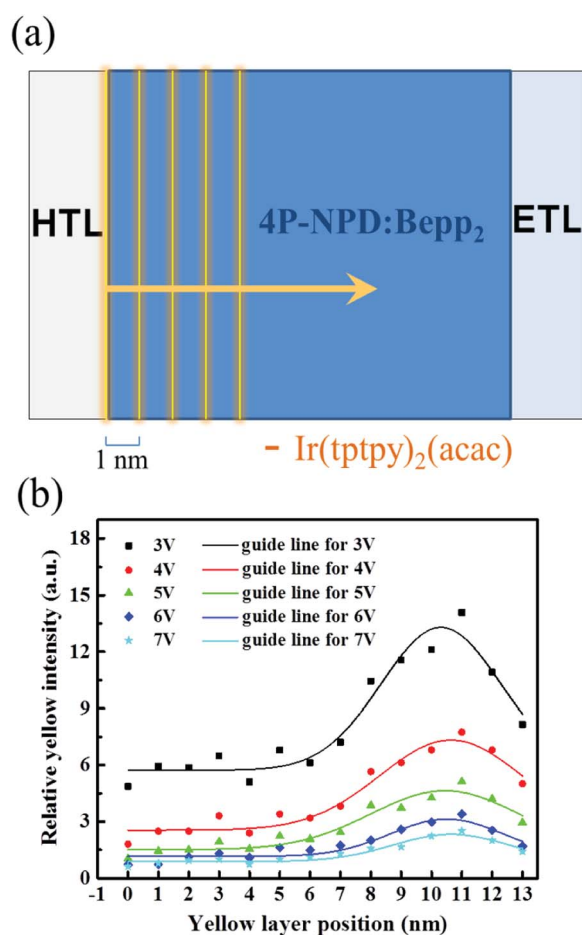 (a)
HTL
4P-NPD:Bepp₂
ETL
1 nm
- Ir(tptpy)₂(acac)
(b)
Relative yellow intensity (a.u.)
18
15
12
9
6
3
0
3V guide line for 3V
4V guide line for 4V
5V guide line for 5V
6V guide line for 6V
7V guide line for 7V
-1 0 1 2 3 4 5 6 7 8 9 10 11 12 13
Yellow layer position (nm)